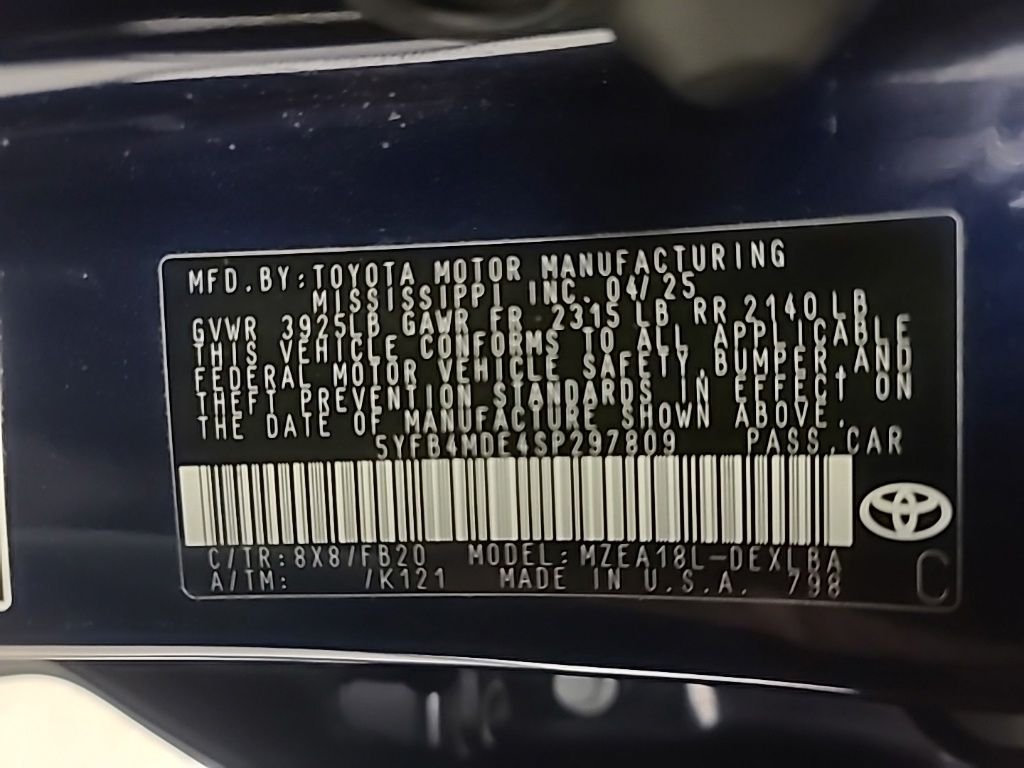 MFD. BY: TOYOTA MOTOR MANUFACTURING
MISSISSIPPI INC. 04/25
GVWR 3925LB GAWR FR 2315 LB RR 2140 LB
THIS VEHICLE CONFORMS TO ALL APPLICABLE
FEDERAL MOTOR VEHICLE SAFETY, BUMPER, AND
THEFT PREVENTION STANDARDS IN EFFECT ON
THE DATE OF MANUFACTURE SHOWN ABOVE.
5YFB4MDE4SP297809 PASS. CAR
C/TR: 8X8/FB20 MODEL: MZEA18L-DEXLBA
A/TM: /K121 MADE IN U.S.A. 798
C